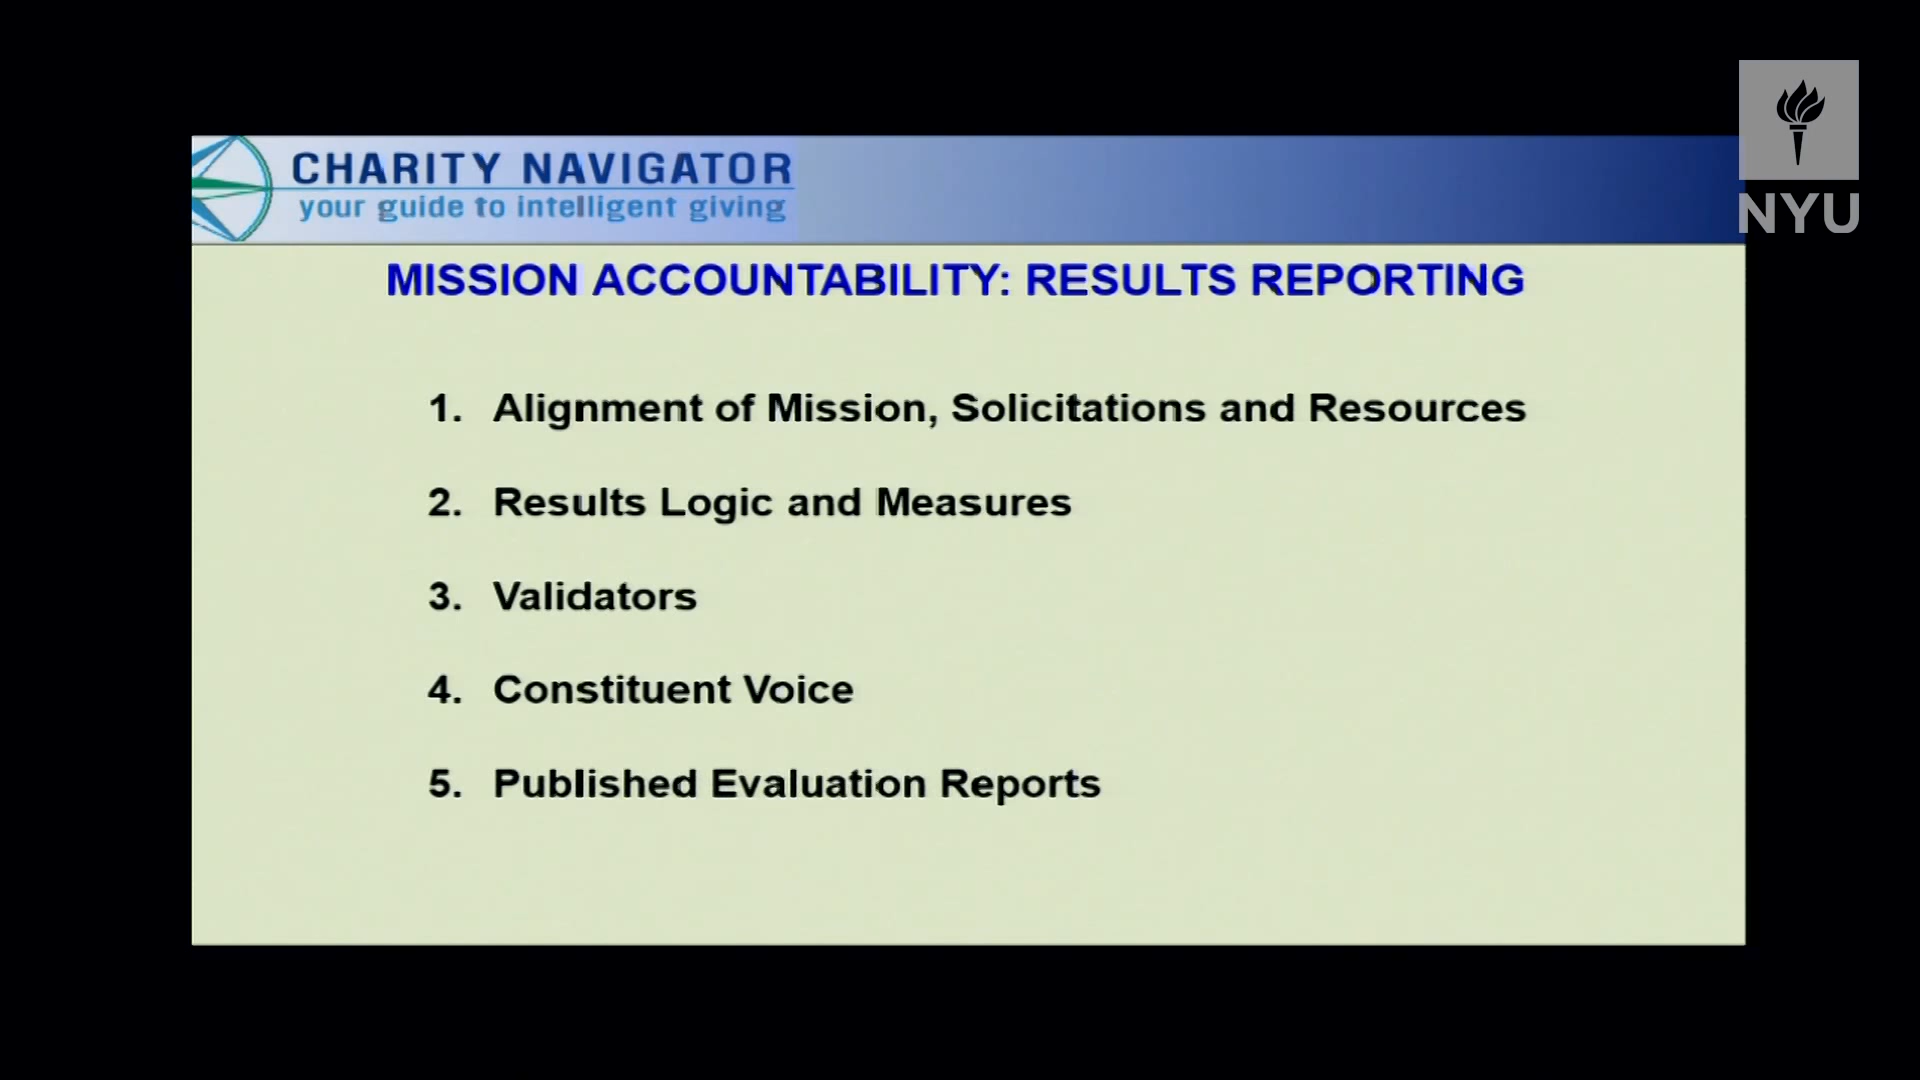 CHARITY NAVIGATOR
your guide to intelligent giving
NYU
MISSION ACCOUNTABILITY: RESULTS REPORTING
1. Alignment of Mission, Solicitations and Resources
2. Results Logic and Measures
3. Validators
4. Constituent Voice
5. Published Evaluation Reports